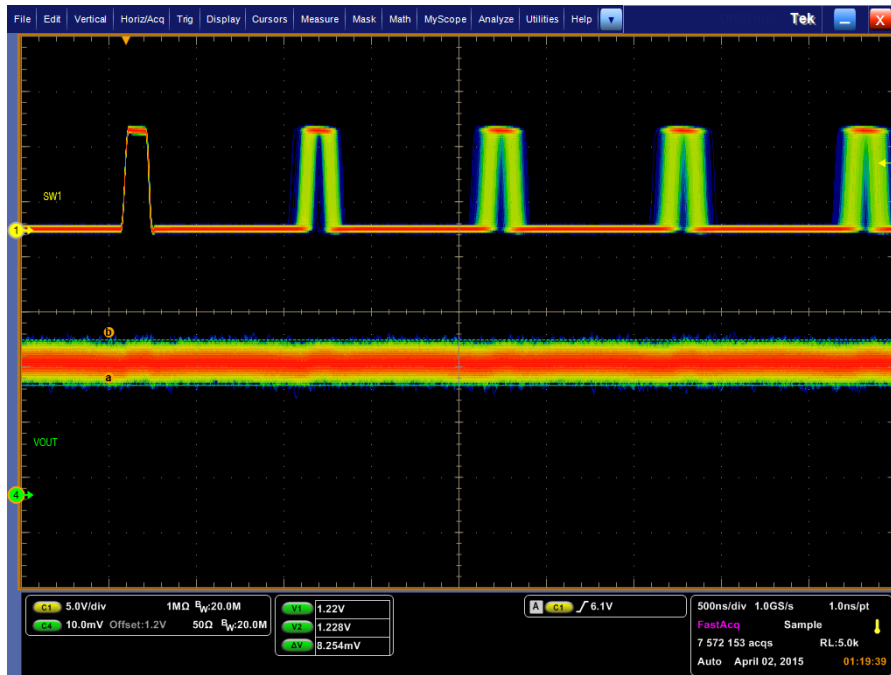 File Edit Vertical Horiz/Acq Trig Display Cursors Measure Mask Math MyScope Analyze Utilities Help Tek X
SW1
1
b
a
VOUT
4
C1 5.0V/div 1MΩ BW:20.0M
C4 10.0mV Offset:1.2V 50Ω BW:20.0M
V1 1.22V
V2 1.228V
ΔV 8.254mV
A C1 6.1V
500ns/div 1.0GS/s 1.0ns/pt
FastAcq Sample
7 572 153 acqs RL:5.0k
Auto April 02, 2015 01:19:39